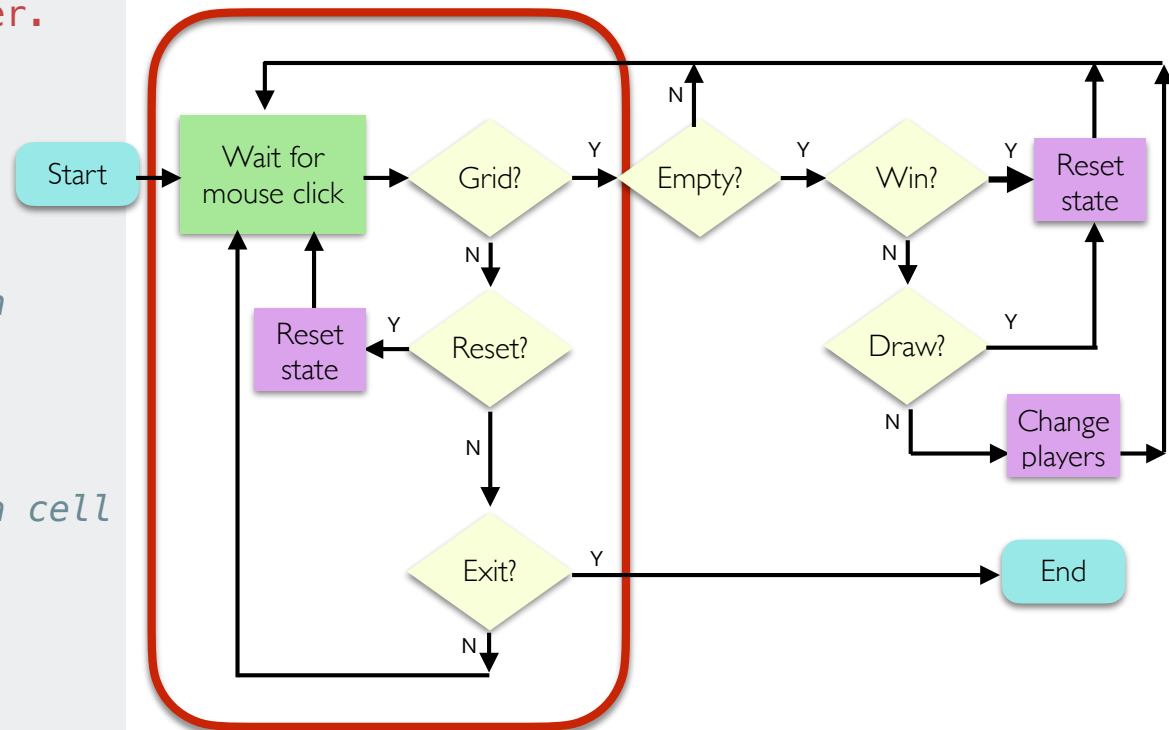 er.
Start
Wait for
mouse click
Grid?
Y
Empty?
N
Y
Win?
Y
Reset
state
N
N
Reset
state
Y
Reset?
Draw?
Y
N
N
Change
players
n cell
Exit?
Y
End
N